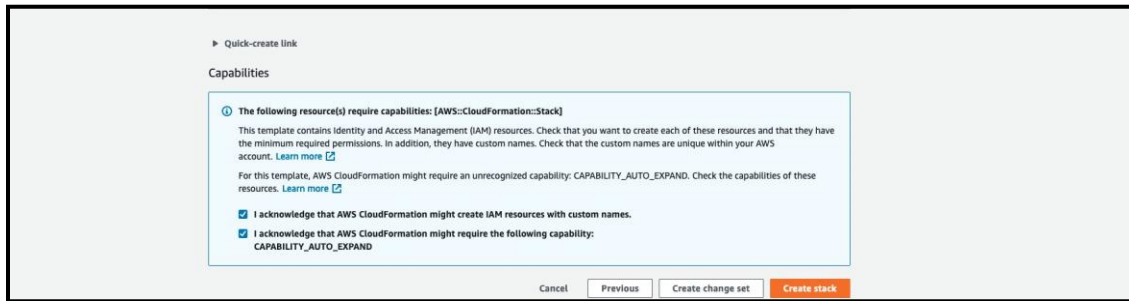 Quick-create link
Capabilities
The following resource(s) require capabilities: [AWS::CloudFormation::Stack]
This template contains Identity and Access Management (IAM) resources. Check that you want to create each of these resources and that they have
the minimum required permissions. In addition, they have custom names. Check that the custom names are unique within your AWS
account. Learn more
For this template, AWS CloudFormation might require an unrecognized capability: CAPABILITY_AUTO_EXPAND. Check the capabilities of these
resources. Learn more
I acknowledge that AWS CloudFormation might create IAM resources with custom names.
I acknowledge that AWS CloudFormation might require the following capability:
CAPABILITY_AUTO_EXPAND
Cancel Previous Create change set Create stack